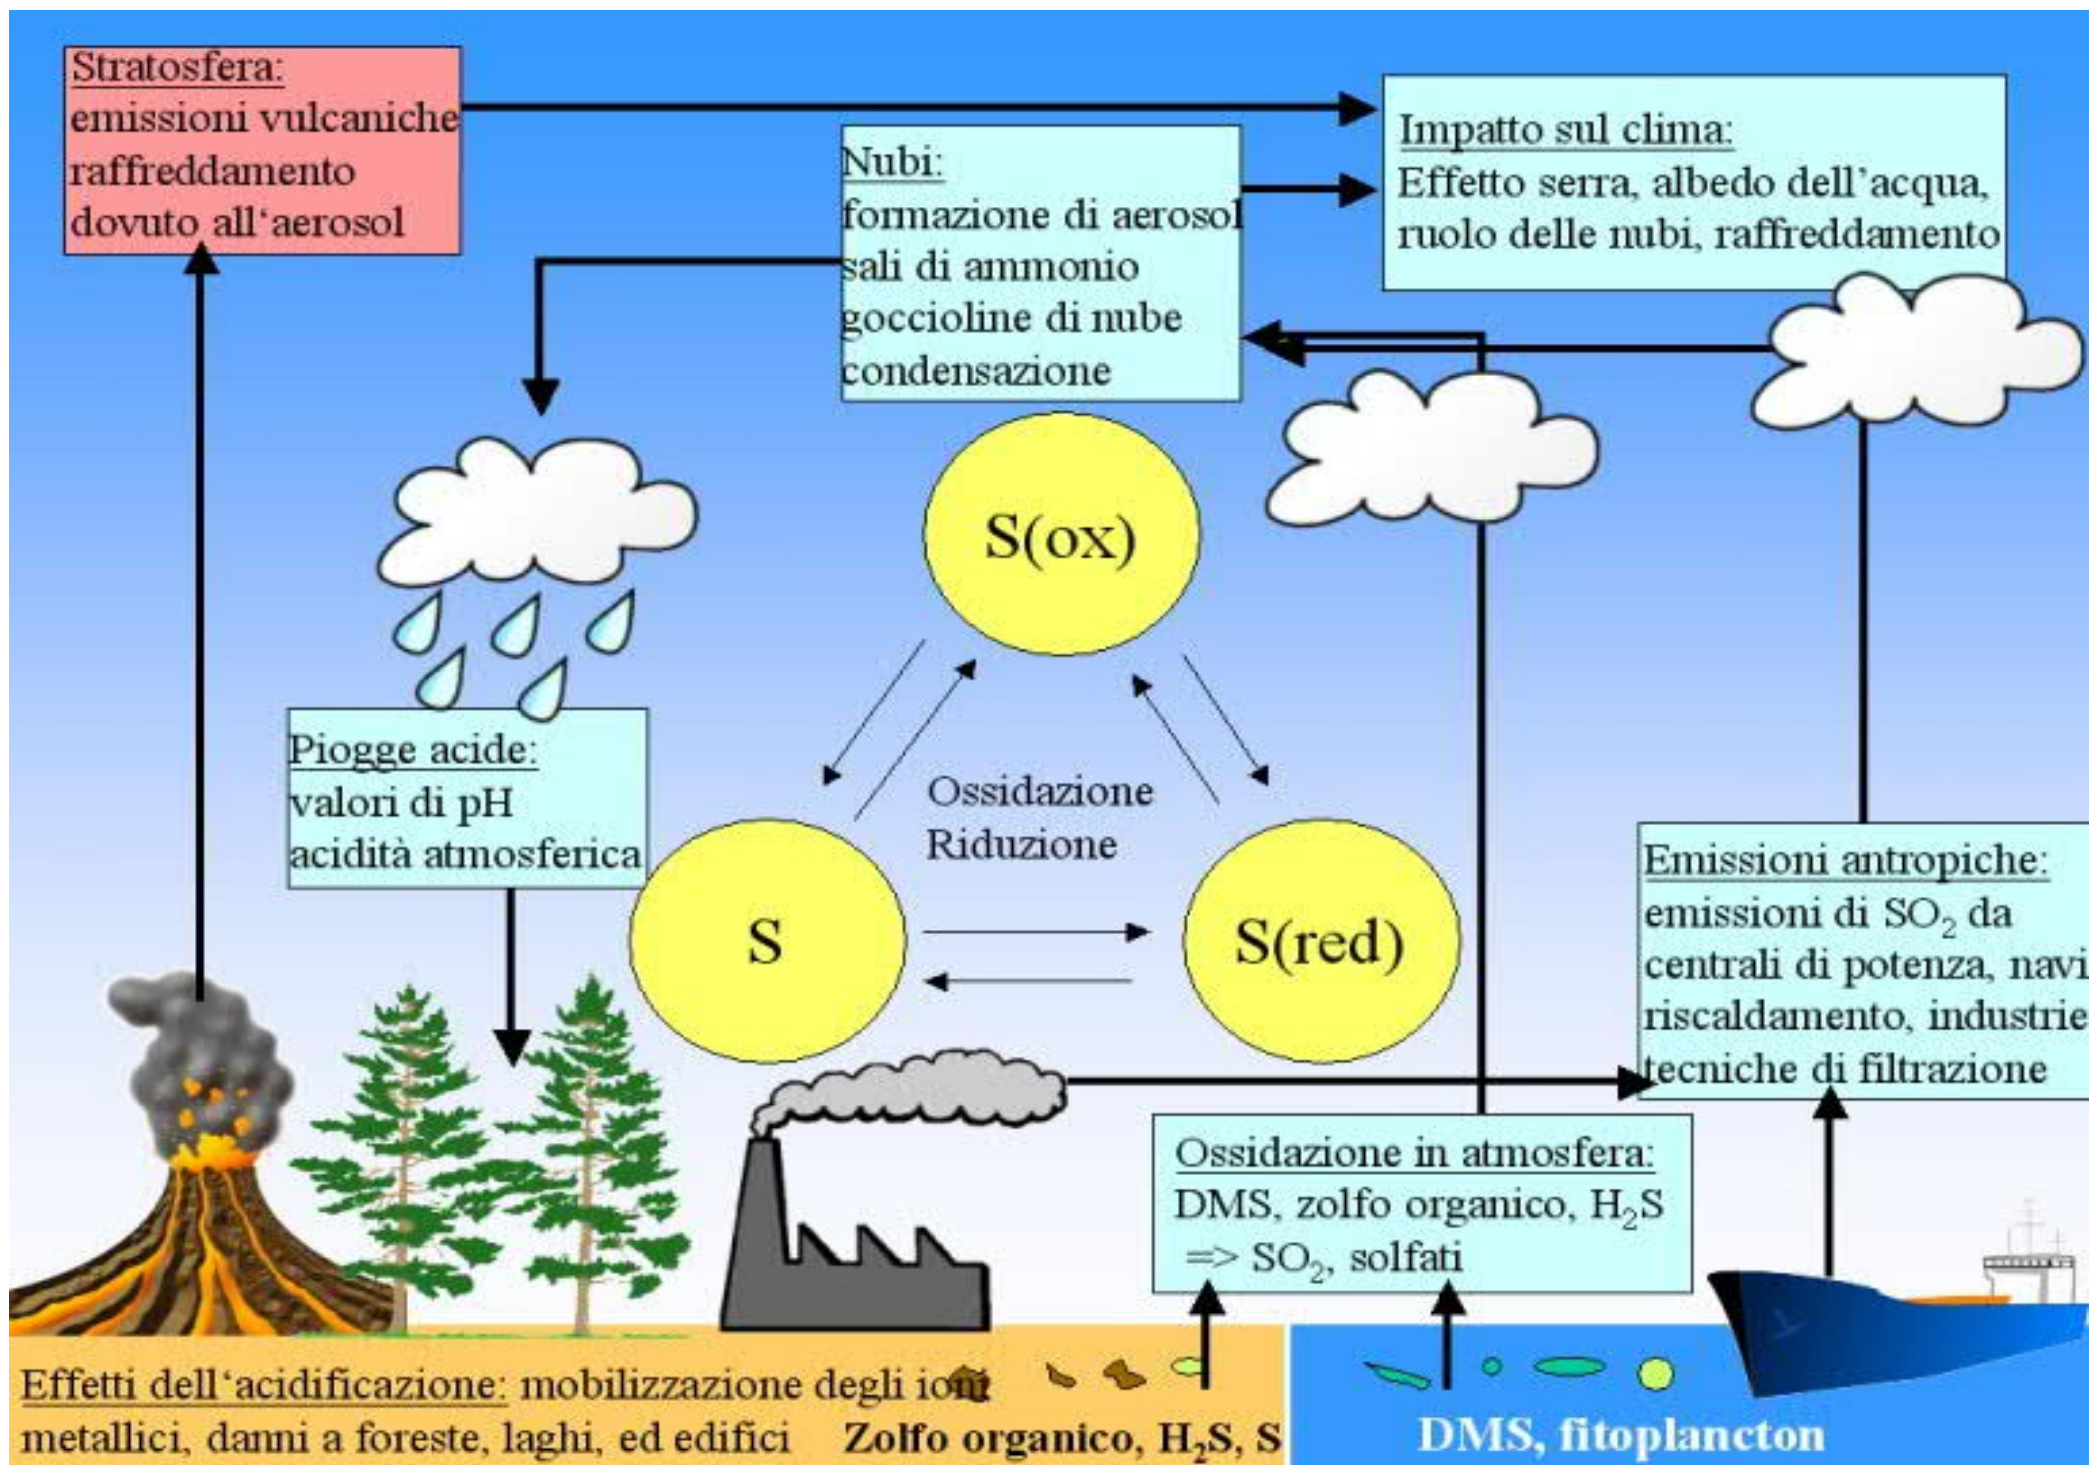 Stratosfera:
emissioni vulcaniche
raffreddamento
dovuto all‘aerosol
Nubi:
formazione di aerosol
sali di ammonio
goccioline di nube
condensazione
Impatto sul clima:
Effetto serra, albedo dell’acqua,
ruolo delle nubi, raffreddamento
S(ox)
Piogge acide:
valori di pH
acidità atmosferica
Ossidazione
Riduzione
S
S(red)
Emissioni antropiche:
emissioni di SO₂ da
centrali di potenza, navi
riscaldamento, industrie
tecniche di filtrazione
Ossidazione in atmosfera:
DMS, zolfo organico, H₂S
=> SO₂, solfati
Effetti dell‘acidificazione: mobilizzazione degli ioni
metallici, danni a foreste, laghi, ed edifici
Zolfo organico, H₂S, S
DMS, fitoplancton